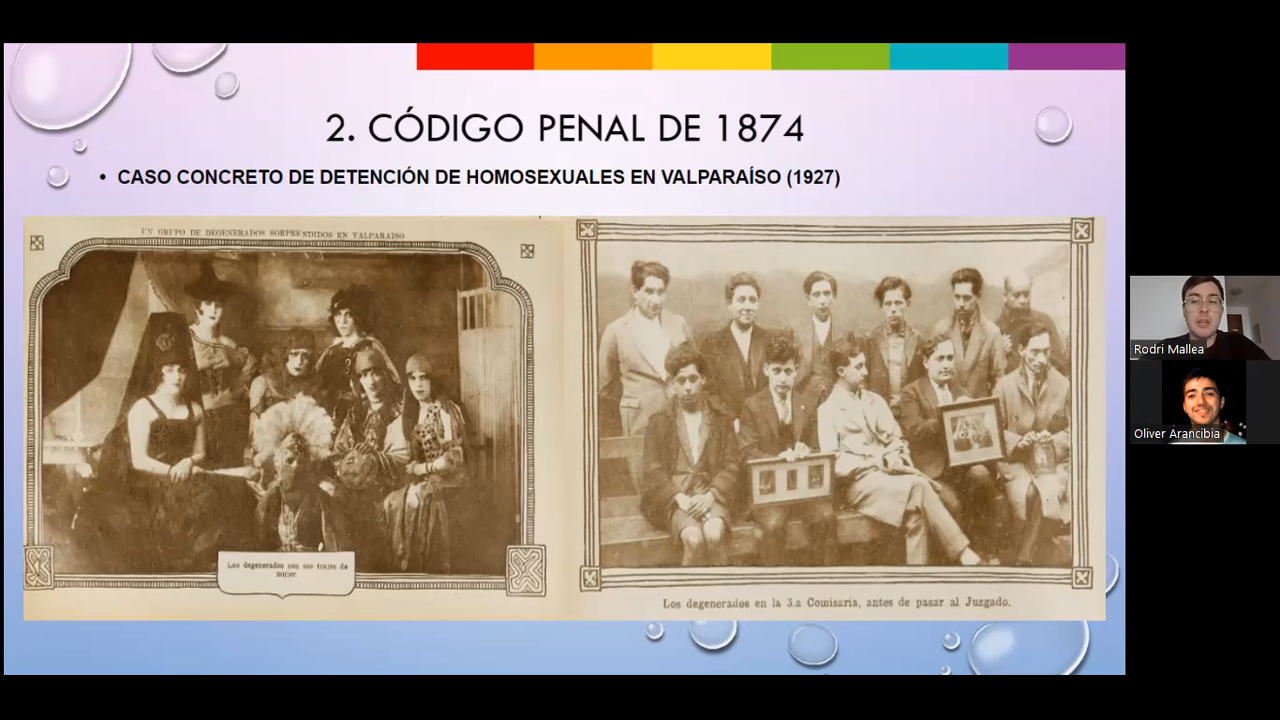 2. CÓDIGO PENAL DE 1874
• CASO CONCRETO DE DETENCIÓN DE HOMOSEXUALES EN VALPARAÍSO (1927)
UN GRUPO DE DEGENERADOS SORPRENDIDOS EN VALPARAISO
Los degenerados con sus trajes de
mujer.
Los degenerados en la 3.a Comisaría, antes de pasar al Juzgado.
Rodri Mallea
Oliver Arancibia